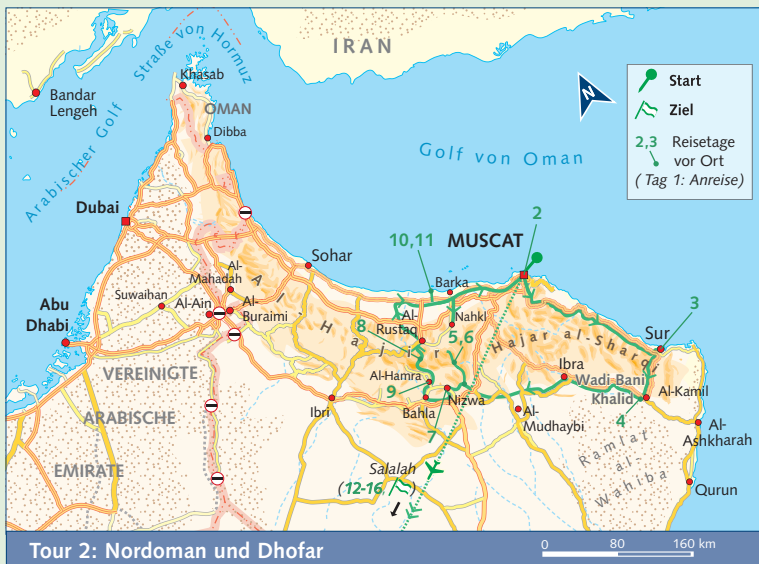 IRAN
Straße von Hormuz
Khasab
Bandar
Lengeh
OMAN
Dibba
Arabischer Golf
Golf von Oman
N
Start
Ziel
2,3 Reisetage
vor Ort
( Tag 1: Anreise)
Dubai
Sohar
10,11
MUSCAT
2
Al-
Mahadah
Barka
Suwaihan
Al-Ain
Al-
Buraimi
Abu
Dhabi
Al-Hajir
Al-
Rustaq
Nahkl
8
5,6
Hajar al-Sharqi
Sur
3
VEREINIGTE
ARABISCHE
EMIRATE
Al-Hamra
9
Ibri
Bahla
Nizwa
7
Ibra
Wadi Bani
Khalid
4
Al-Kamil
Al-
Mudhaybi
Al-
Ashkharah
Ramlat
al-
Wahiba
Qurun
Salalah
(12-16 )
Tour 2: Nordoman und Dhofar
0 80 160 km